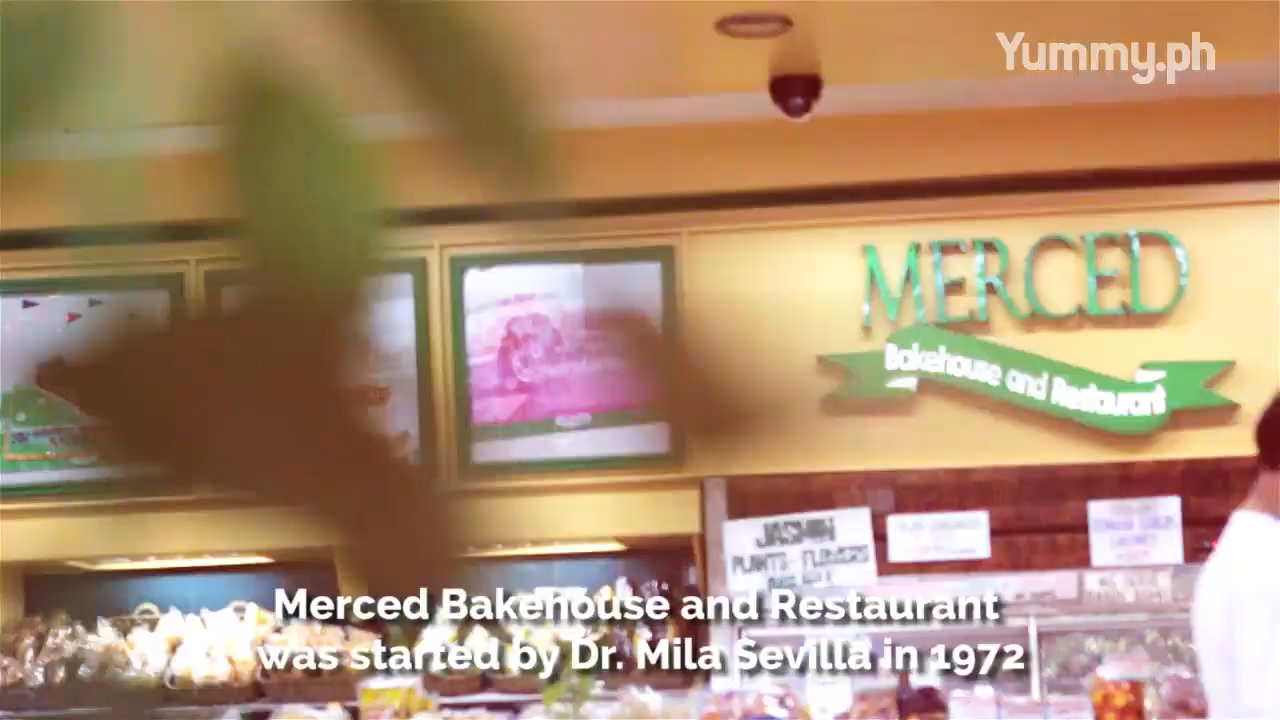 Yummy.ph
MERCED
Bakehouse and Restaurant
JASMIN
PLANTS FLOWERS
Merced Bakehouse and Restaurant
was started by Dr. Mila Sevilla in 1972